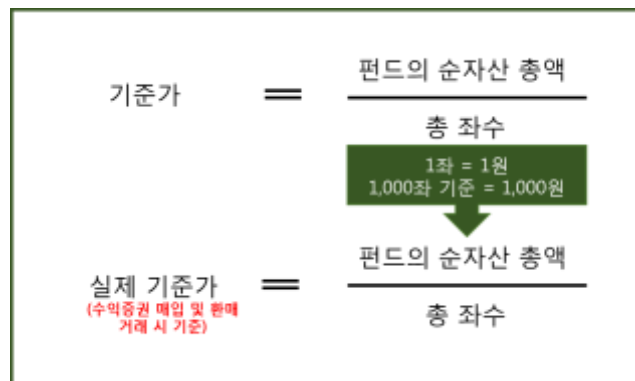 펀드의 순자산 총액
기준가 =
총 좌수
1좌 = 1원
1,000좌 기준 = 1,000원
펀드의 순자산 총액
실제 기준가 =
(수익증권 매입 및 환매
거래 시 기준)
총 좌수